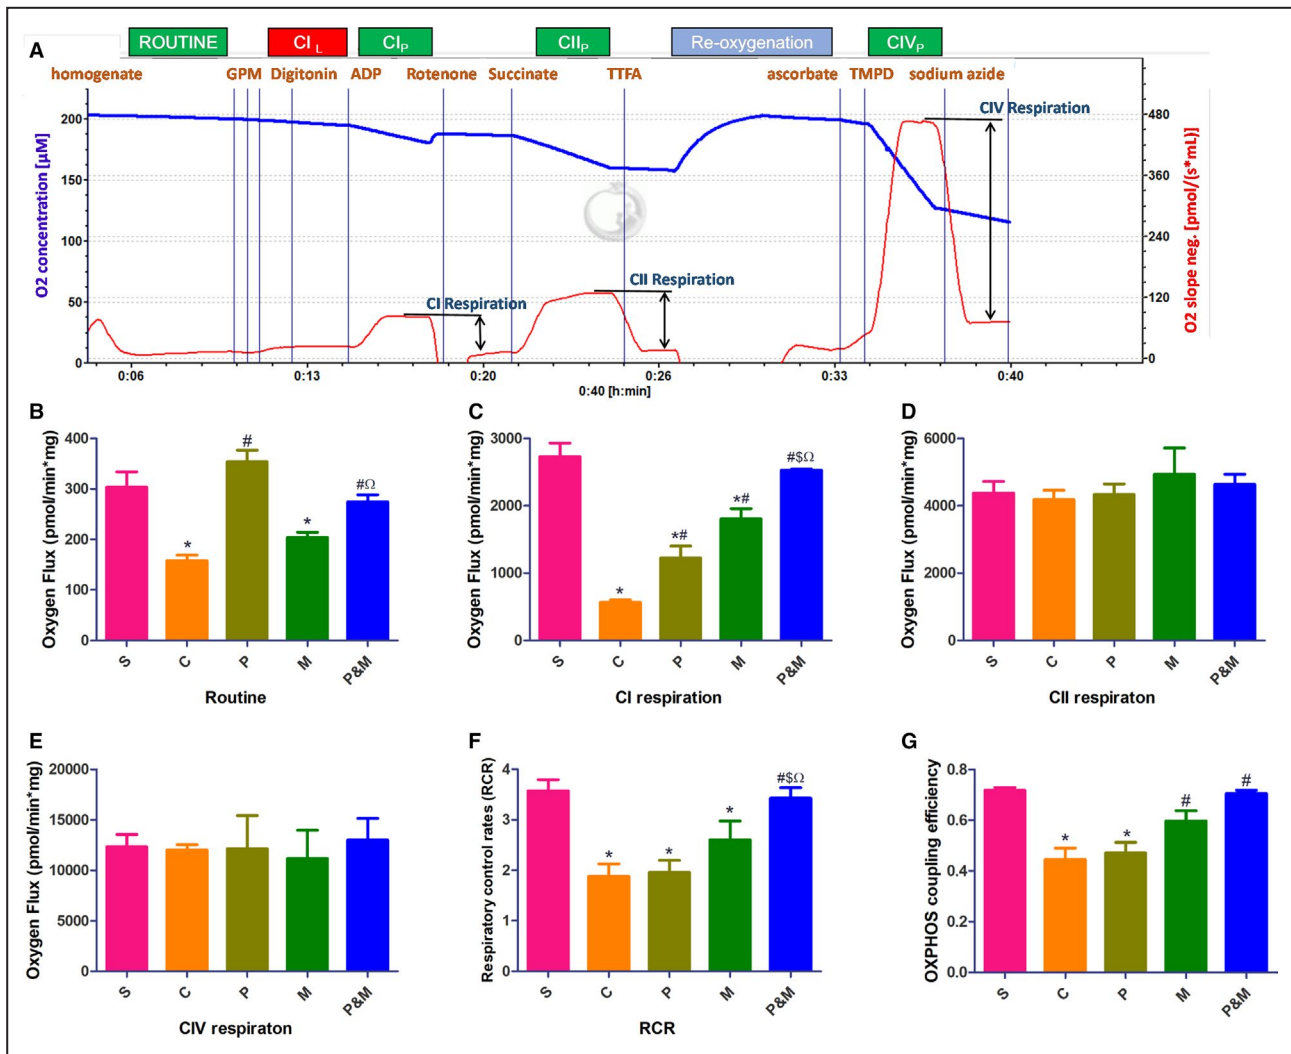 A
ROUTINE CI L CIP CIIP Re-oxygenation CIVP
homogenate GPM Digitonin ADP Rotenone Succinate TTFA ascorbate TMPD sodium azide
O2 concentration [µM]
200
150
100
50
0
CI Respiration
CII Respiration
CIV Respiration
480
360
240
120
0
O2 slope neg. [pmol/(s*mL)]
0:06 0:13 0:20 0:26 0:33 0:40
0:40 [h:min]
B
Oxygen Flux (pmol/min*mg)
400
300
200
100
0
* # * #Ω
S C P M P&M
Routine
C
Oxygen Flux (pmol/min*mg)
3000
2000
1000
0
* *# *# #$Ω
S C P M P&M
CI respiration
D
Oxygen Flux (pmol/min*mg)
6000
4000
2000
0
S C P M P&M
CII respiraton
E
Oxygen Flux (pmol/min*mg)
20000
15000
10000
5000
0
S C P M P&M
CIV respiraton
F
Respiratory control rates (RCR)
4
3
2
1
0
* * * #$Ω
S C P M P&M
RCR
G
OXPHOS coupling efficiency
0.8
0.6
0.4
0.2
0.0
* * # #
S C P M P&M